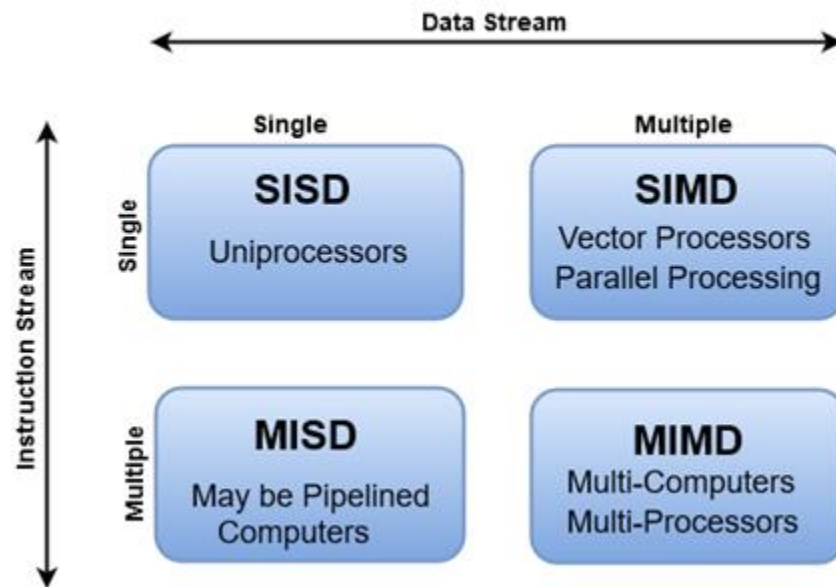 Data Stream
Single
Multiple
Instruction Stream
Single
SISD
Uniprocessors
SIMD
Vector Processors
Parallel Processing
Multiple
MISD
May be Pipelined
Computers
MIMD
Multi-Computers
Multi-Processors